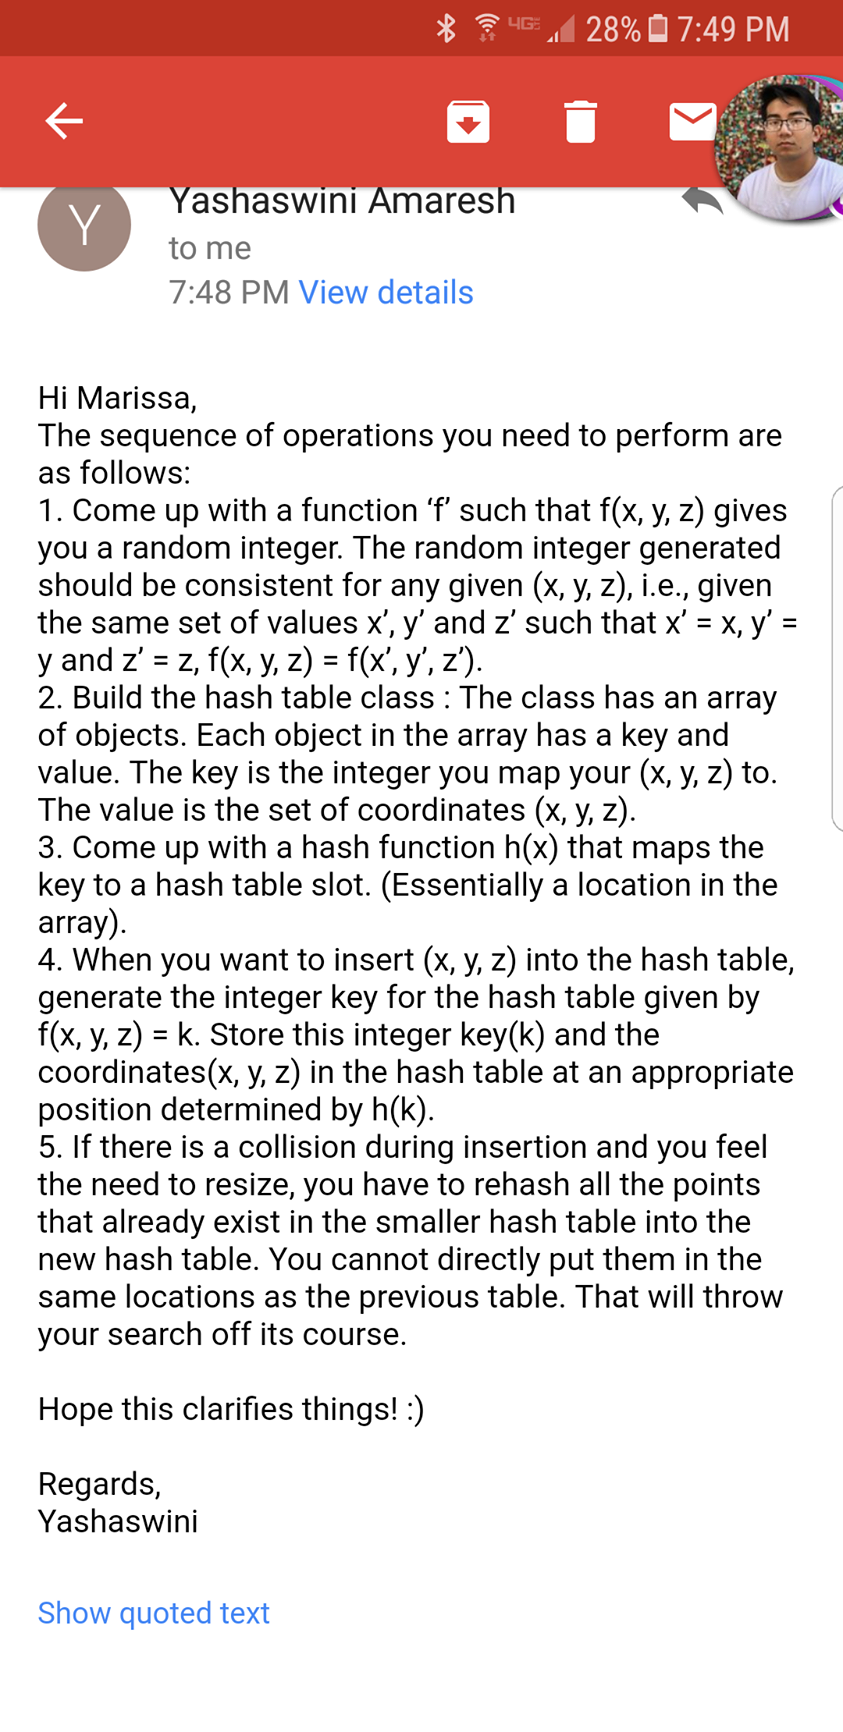 4G 28% 7:49 PM
Yashaswini Amaresh
Y
to me
7:48 PM View details
Hi Marissa,
The sequence of operations you need to perform are
as follows:
1. Come up with a function ‘f’ such that f(x, y, z) gives
you a random integer. The random integer generated
should be consistent for any given (x, y, z), i.e., given
the same set of values x’, y’ and z’ such that x’ = x, y’ =
y and z’ = z, f(x, y, z) = f(x’, y’, z’).
2. Build the hash table class : The class has an array
of objects. Each object in the array has a key and
value. The key is the integer you map your (x, y, z) to.
The value is the set of coordinates (x, y, z).
3. Come up with a hash function h(x) that maps the
key to a hash table slot. (Essentially a location in the
array).
4. When you want to insert (x, y, z) into the hash table,
generate the integer key for the hash table given by
f(x, y, z) = k. Store this integer key(k) and the
coordinates(x, y, z) in the hash table at an appropriate
position determined by h(k).
5. If there is a collision during insertion and you feel
the need to resize, you have to rehash all the points
that already exist in the smaller hash table into the
new hash table. You cannot directly put them in the
same locations as the previous table. That will throw
your search off its course.
Hope this clarifies things! :)
Regards,
Yashaswini
Show quoted text